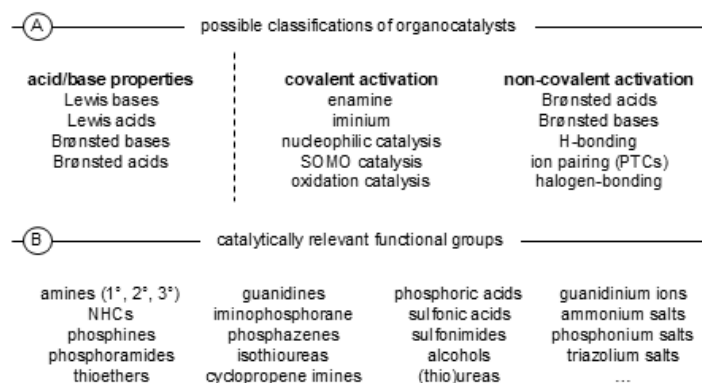 A possible classifications of organocatalysts
acid/base properties
Lewis bases
Lewis acids
Brønsted bases
Brønsted acids
covalent activation
enamine
iminium
nucleophilic catalysis
SOMO catalysis
oxidation catalysis
non-covalent activation
Brønsted acids
Brønsted bases
H-bonding
ion pairing (PTCs)
halogen-bonding
B catalytically relevant functional groups
amines (1°, 2°, 3°)
NHCs
phosphines
phosphoramides
thioethers
guanidines
iminophosphorane
phosphazenes
isothioureas
cyclopropene imines
phosphoric acids
sulfonic acids
sulfonimides
alcohols
(thio)ureas
guanidinium ions
ammonium salts
phosphonium salts
triazolium salts
...